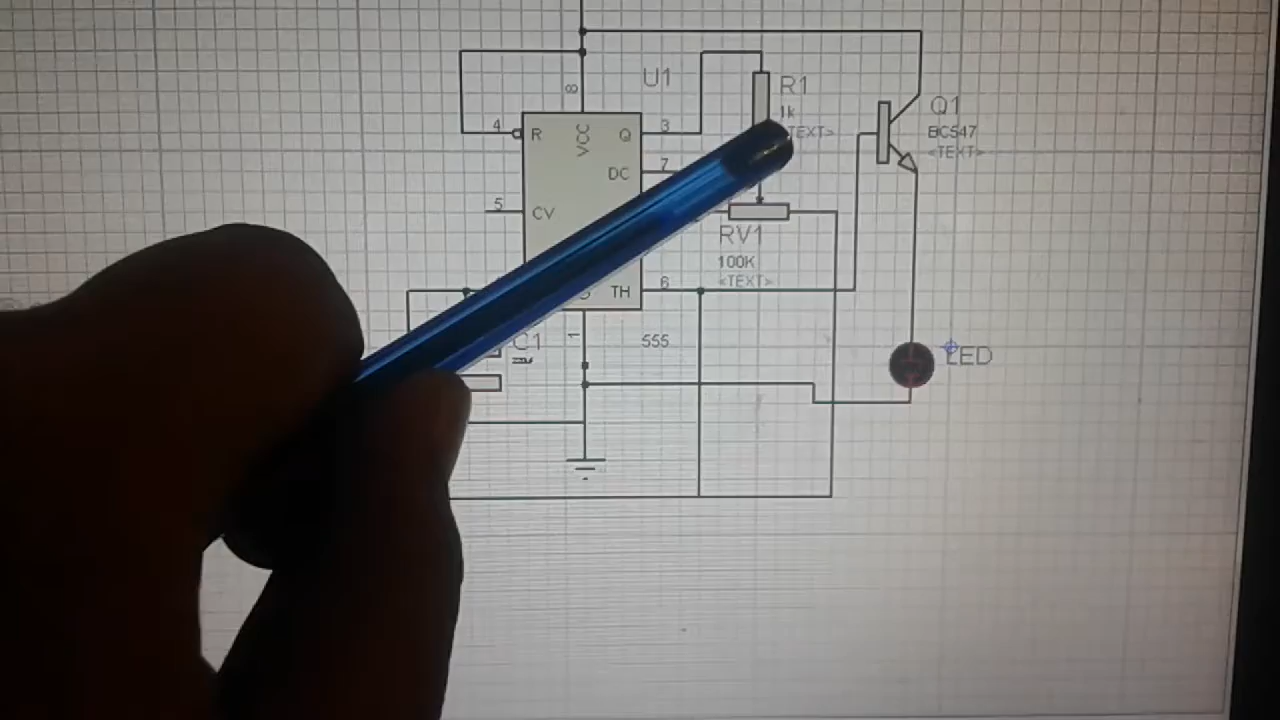 U1
8
R1
1k
TEXT>
Q1
BC547
<TEXT>
4
R
VCC
Q
3
DC
7
5
CV
RV1
100K
<TEXT>
TH
6
C1
1
555
LED